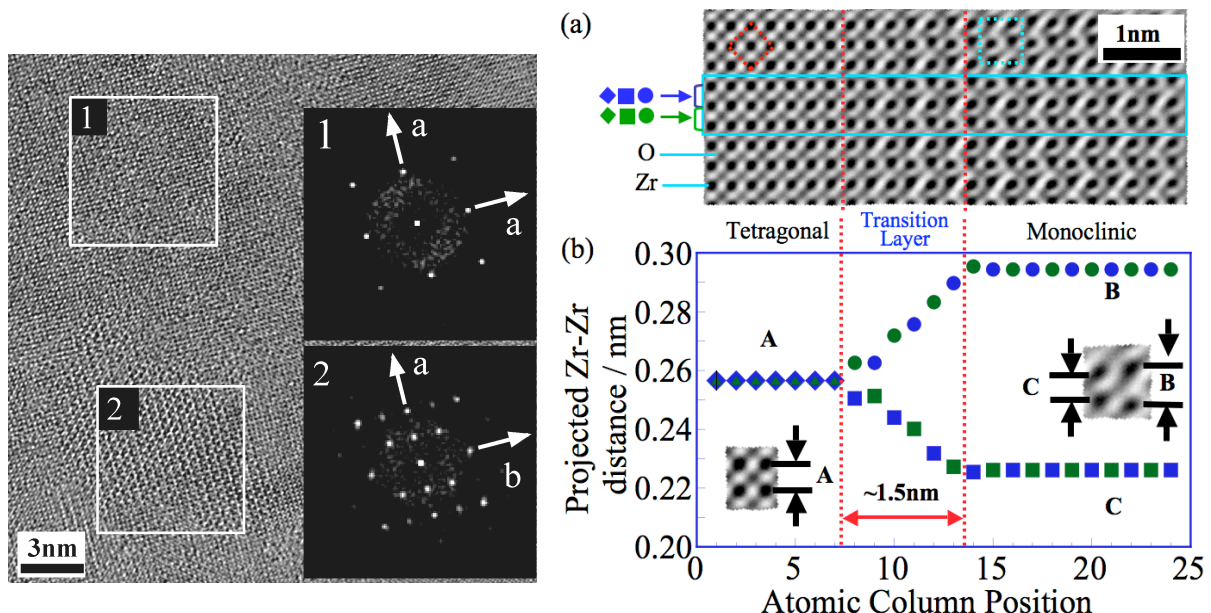 1
2
3nm
1
a
a
2
a
b
(a)
1nm
O
Zr
Tetragonal
Transition
Layer
Monoclinic
(b)
0.30
0.28
0.26
0.24
0.22
0.20
Projected Zr-Zr
distance / nm
A
B
C
B
A
~1.5nm
C
0
5
10
15
20
25
Atomic Column Position